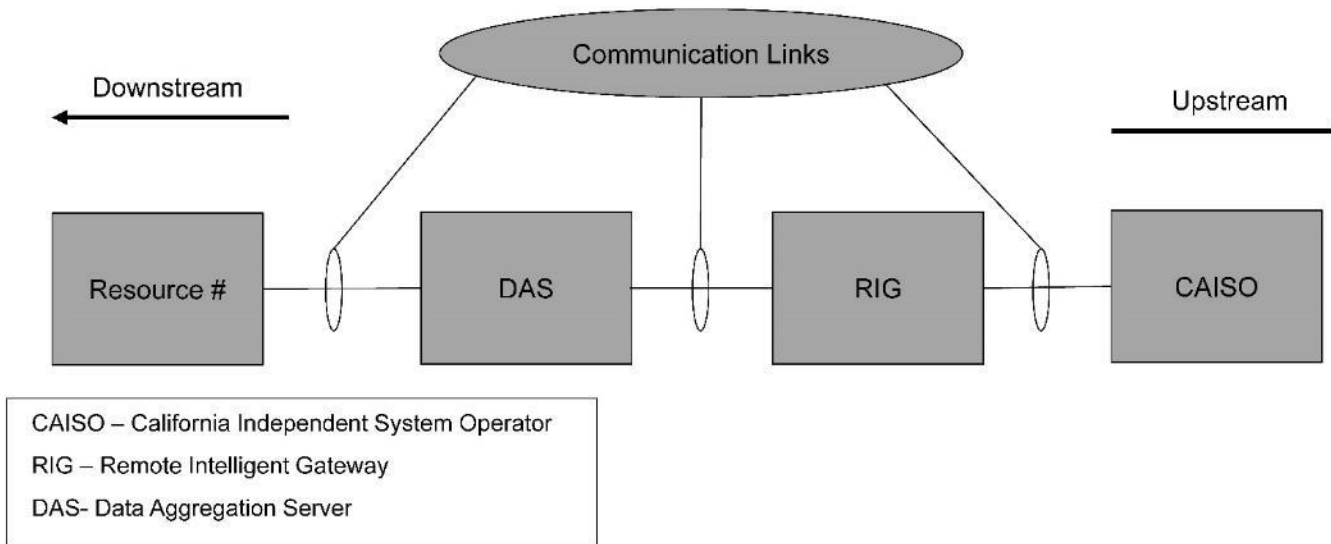 Communication Links
Downstream
Upstream
Resource #
DAS
RIG
CAISO
CAISO – California Independent System Operator
RIG – Remote Intelligent Gateway
DAS- Data Aggregation Server